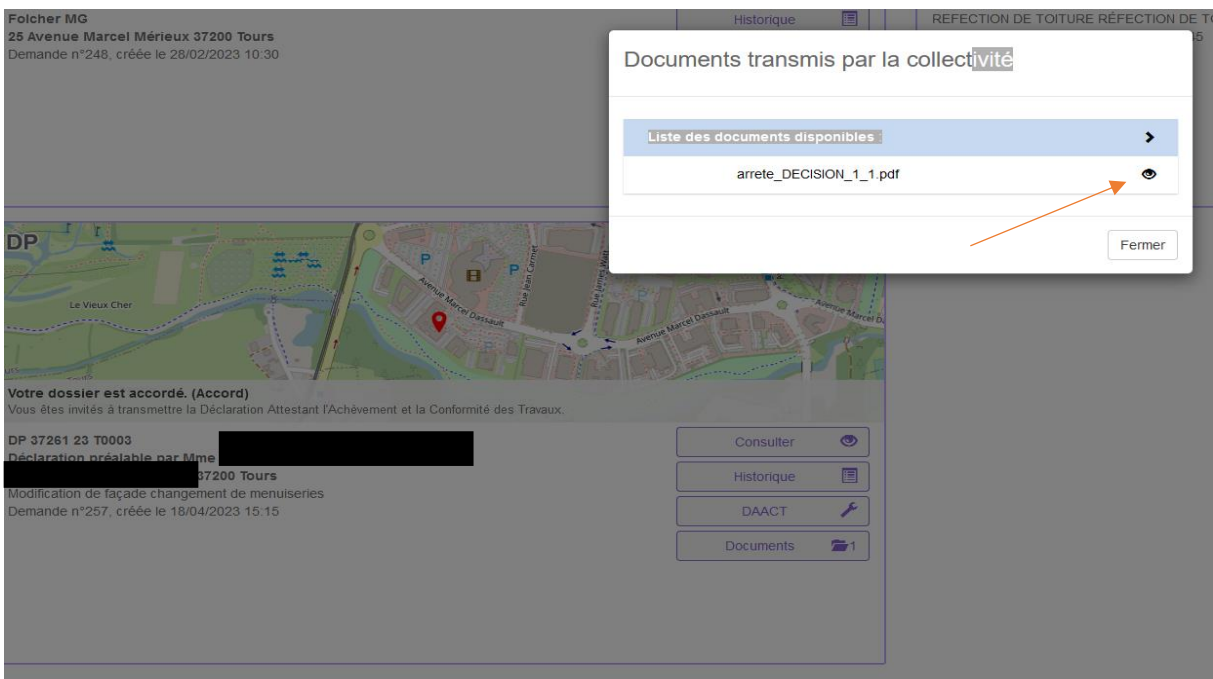 Folcher MG
25 Avenue Marcel Mérieux 37200 Tours
Demande n°248, créée le 28/02/2023 10:30
Historique
REFECTION DE TOITURE RÉFECTION DE
Documents transmis par la collectivité
Liste des documents disponibles :
arrete_DECISION_1_1.pdf
Fermer
DP
P
P
P
Le Vieux Cher
Avenue Marcel Dassault
Rue Jean Carmet
Rue James Watt
Avenue Marcel Dassault
Avenue Marcel
Votre dossier est accordé. (Accord)
Vous êtes invités à transmettre la Déclaration Attestant l'Achèvement et la Conformité des Travaux.
DP 37261 23 T0003
Déclaration préalable par Mme
37200 Tours
Modification de façade changement de menuiseries
Demande n°257, créée le 18/04/2023 15:15
Consulter
Historique
DAACT
Documents 1